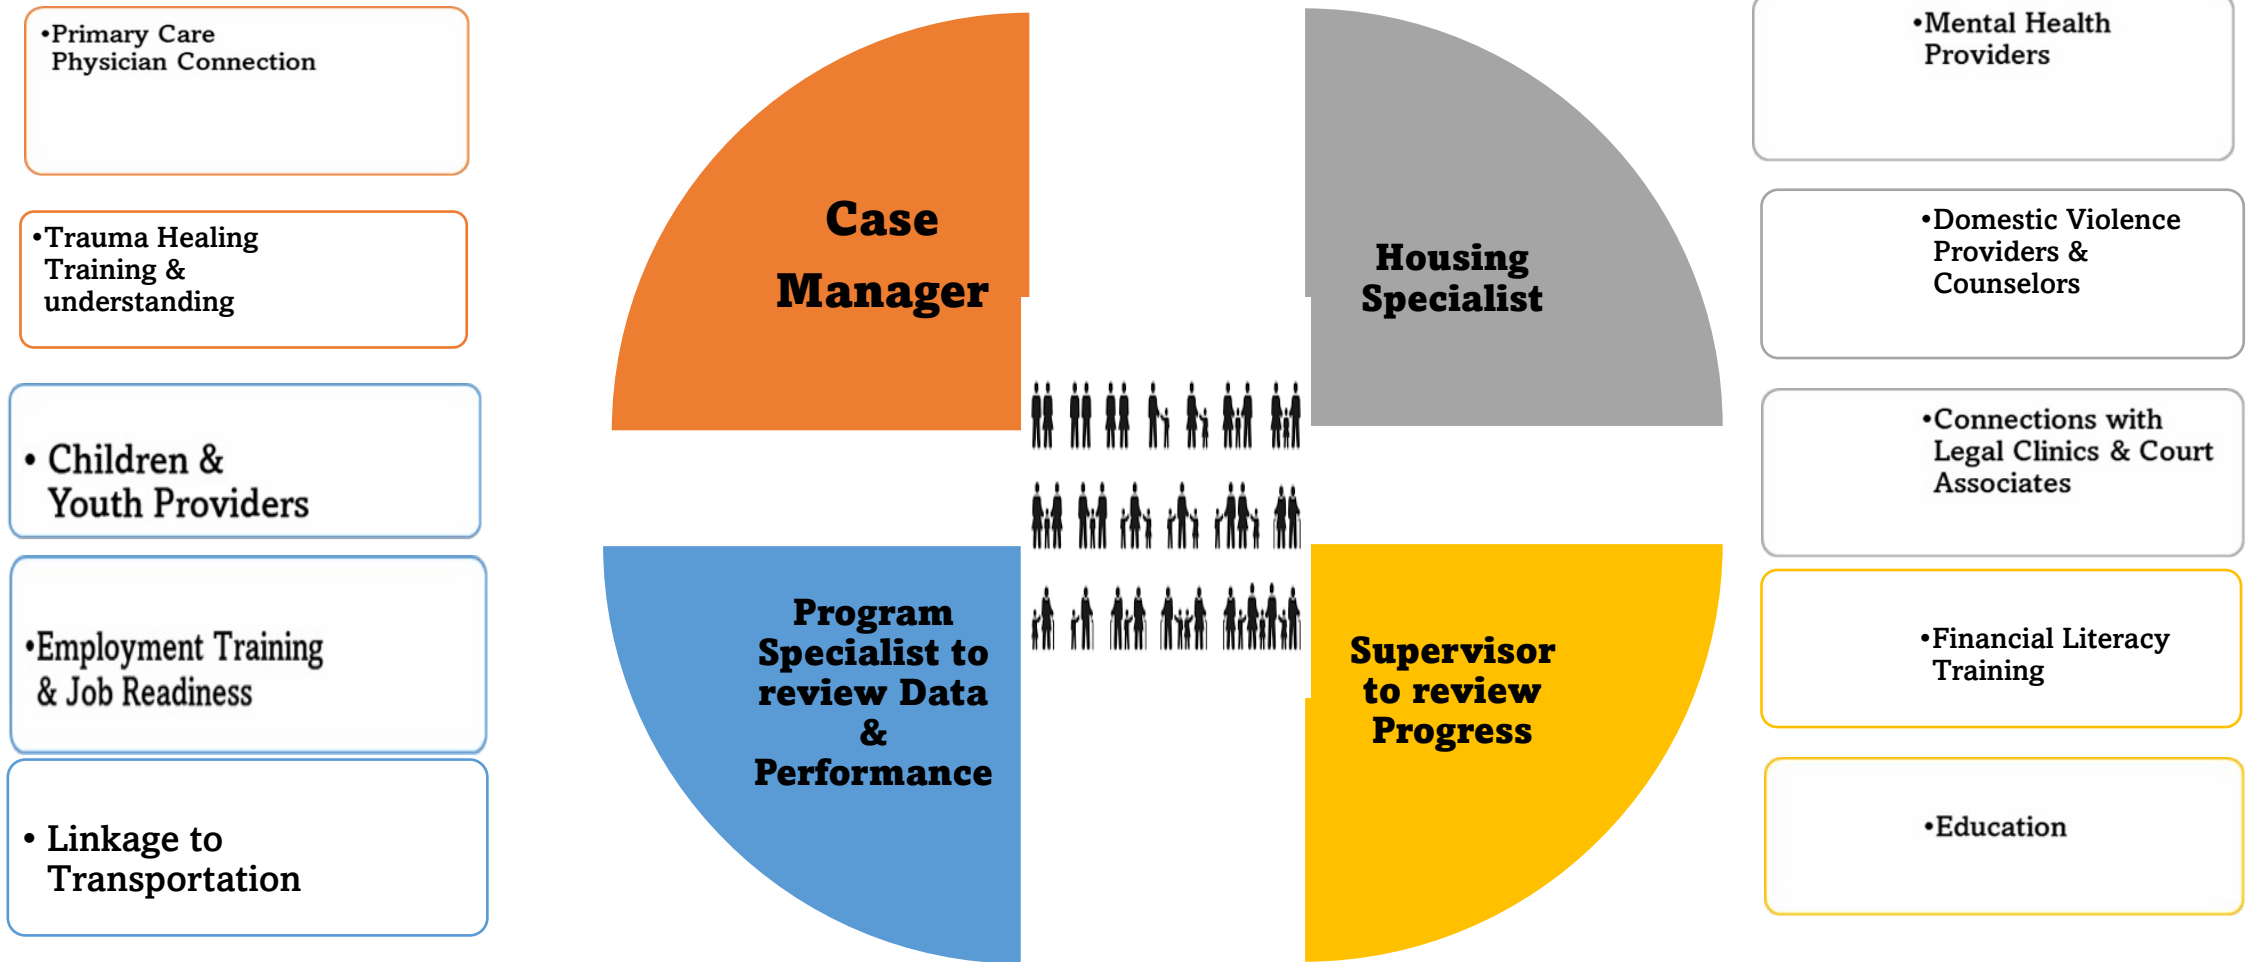 •Primary Care
Physician Connection
•Trauma Healing
Training &
understanding
• Children &
Youth Providers
•Employment Training
& Job Readiness
• Linkage to
Transportation
Case
Manager
Housing
Specialist
Program
Specialist to
review Data
&
Performance
Supervisor
to review
Progress
•Mental Health
Providers
•Domestic Violence
Providers &
Counselors
•Connections with
Legal Clinics & Court
Associates
•Financial Literacy
Training
•Education